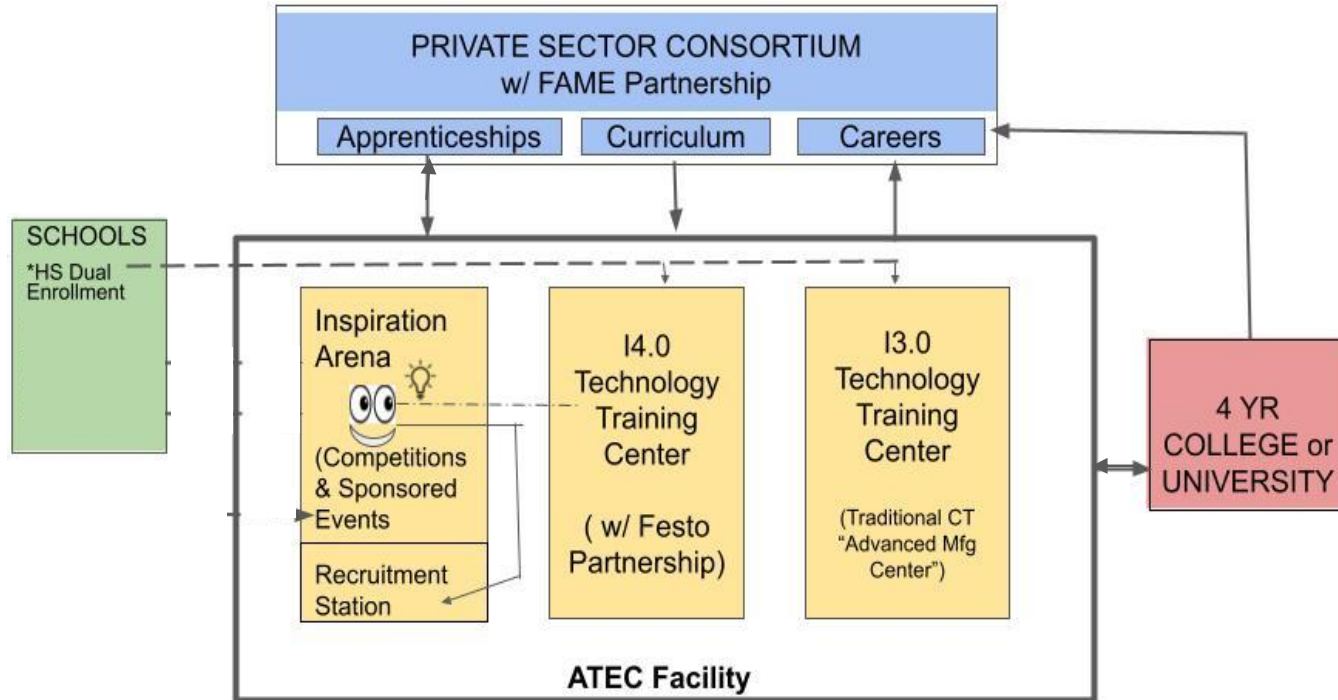 PRIVATE SECTOR CONSORTIUM
w/ FAME Partnership
Apprenticeships
Curriculum
Careers
SCHOOLS
*HS Dual
Enrollment
Inspiration
Arena
(Competitions
& Sponsored
Events
Recruitment
Station
I4.0
Technology
Training
Center
( w/ Festo
Partnership)
I3.0
Technology
Training
Center
(Traditional CT
“Advanced Mfg
Center”)
4 YR
COLLEGE or
UNIVERSITY
ATEC Facility